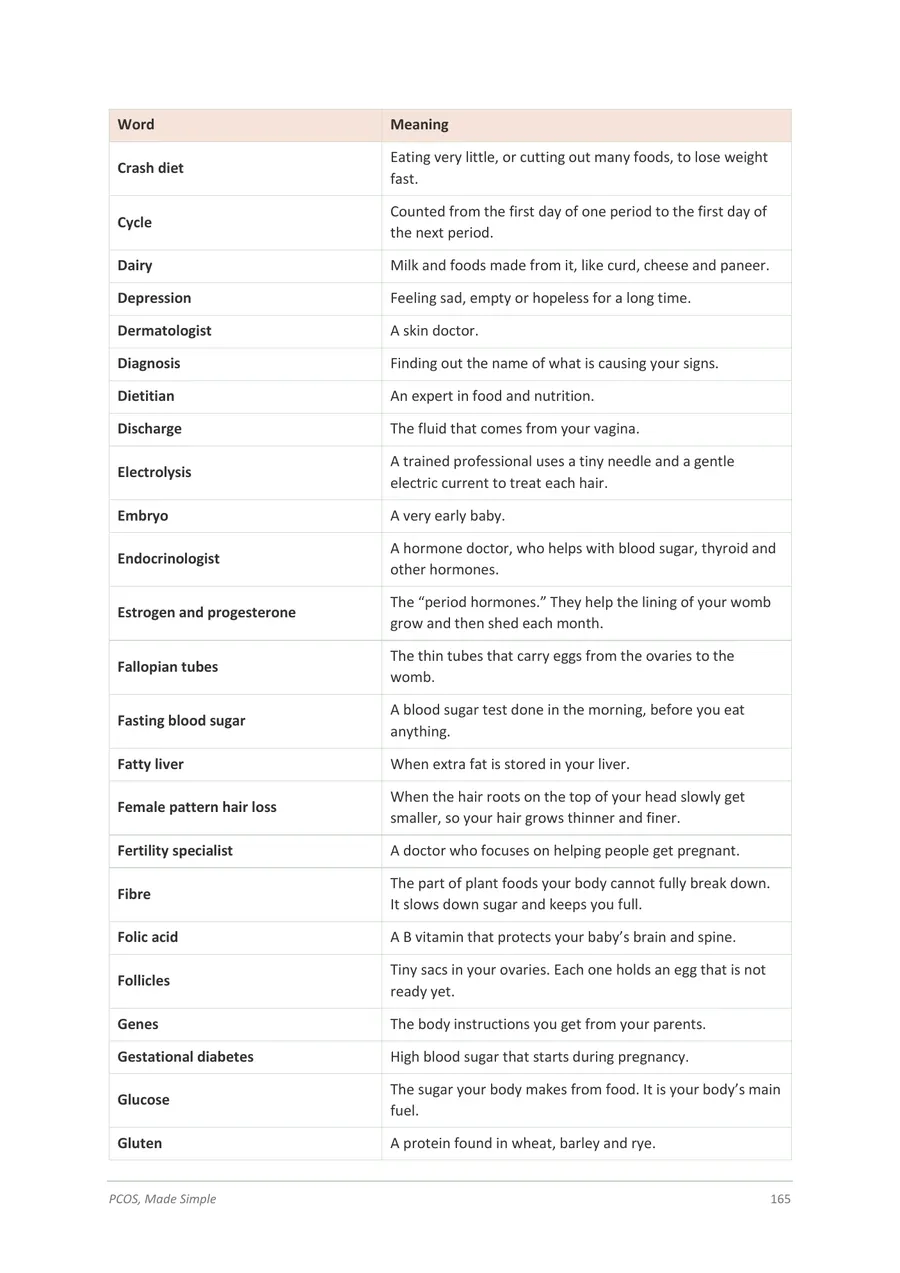 Word Meaning
Crash diet Eating very little, or cutting out many foods, to lose weight
fast.
Cycle Counted from the first day of one period to the first day of
the next period.
Dairy Milk and foods made from it, like curd, cheese and paneer.
Depression Feeling sad, empty or hopeless for a long time.
Dermatologist A skin doctor.
Diagnosis Finding out the name of what is causing your signs.
Dietitian An expert in food and nutrition.
Discharge The fluid that comes from your vagina.
Electrolysis A trained professional uses a tiny needle and a gentle
electric current to treat each hair.
Embryo A very early baby.
Endocrinologist A hormone doctor, who helps with blood sugar, thyroid and
other hormones.
Estrogen and progesterone The “period hormones.” They help the lining of your womb
grow and then shed each month.
Fallopian tubes The thin tubes that carry eggs from the ovaries to the
womb.
Fasting blood sugar A blood sugar test done in the morning, before you eat
anything.
Fatty liver When extra fat is stored in your liver.
Female pattern hair loss When the hair roots on the top of your head slowly get
smaller, so your hair grows thinner and finer.
Fertility specialist A doctor who focuses on helping people get pregnant.
Fibre The part of plant foods your body cannot fully break down.
It slows down sugar and keeps you full.
Folic acid A B vitamin that protects your baby’s brain and spine.
Follicles Tiny sacs in your ovaries. Each one holds an egg that is not
ready yet.
Genes The body instructions you get from your parents.
Gestational diabetes High blood sugar that starts during pregnancy.
Glucose The sugar your body makes from food. It is your body’s main
fuel.
Gluten A protein found in wheat, barley and rye.
PCOS, Made Simple 165